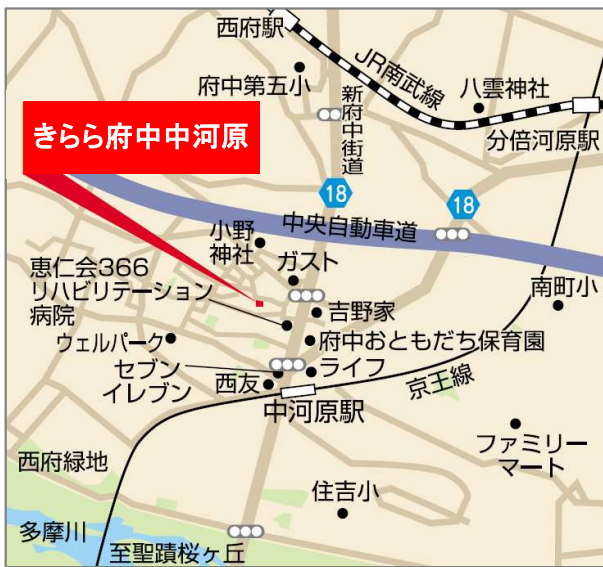 西府駅
JR南武線
府中第五小
新府中街道
八雲神社
分倍河原駅
きらら府中中河原
18
18
中央自動車道
小野
神社
ガスト
恵仁会366
リハビリテーション
病院
吉野家
南町小
ウェルパーク
府中おともだち保育園
セブン
イレブン
ライフ
西友
京王線
中河原駅
ファミリー
マート
西府緑地
住吉小
多摩川
至聖蹟桜ヶ丘